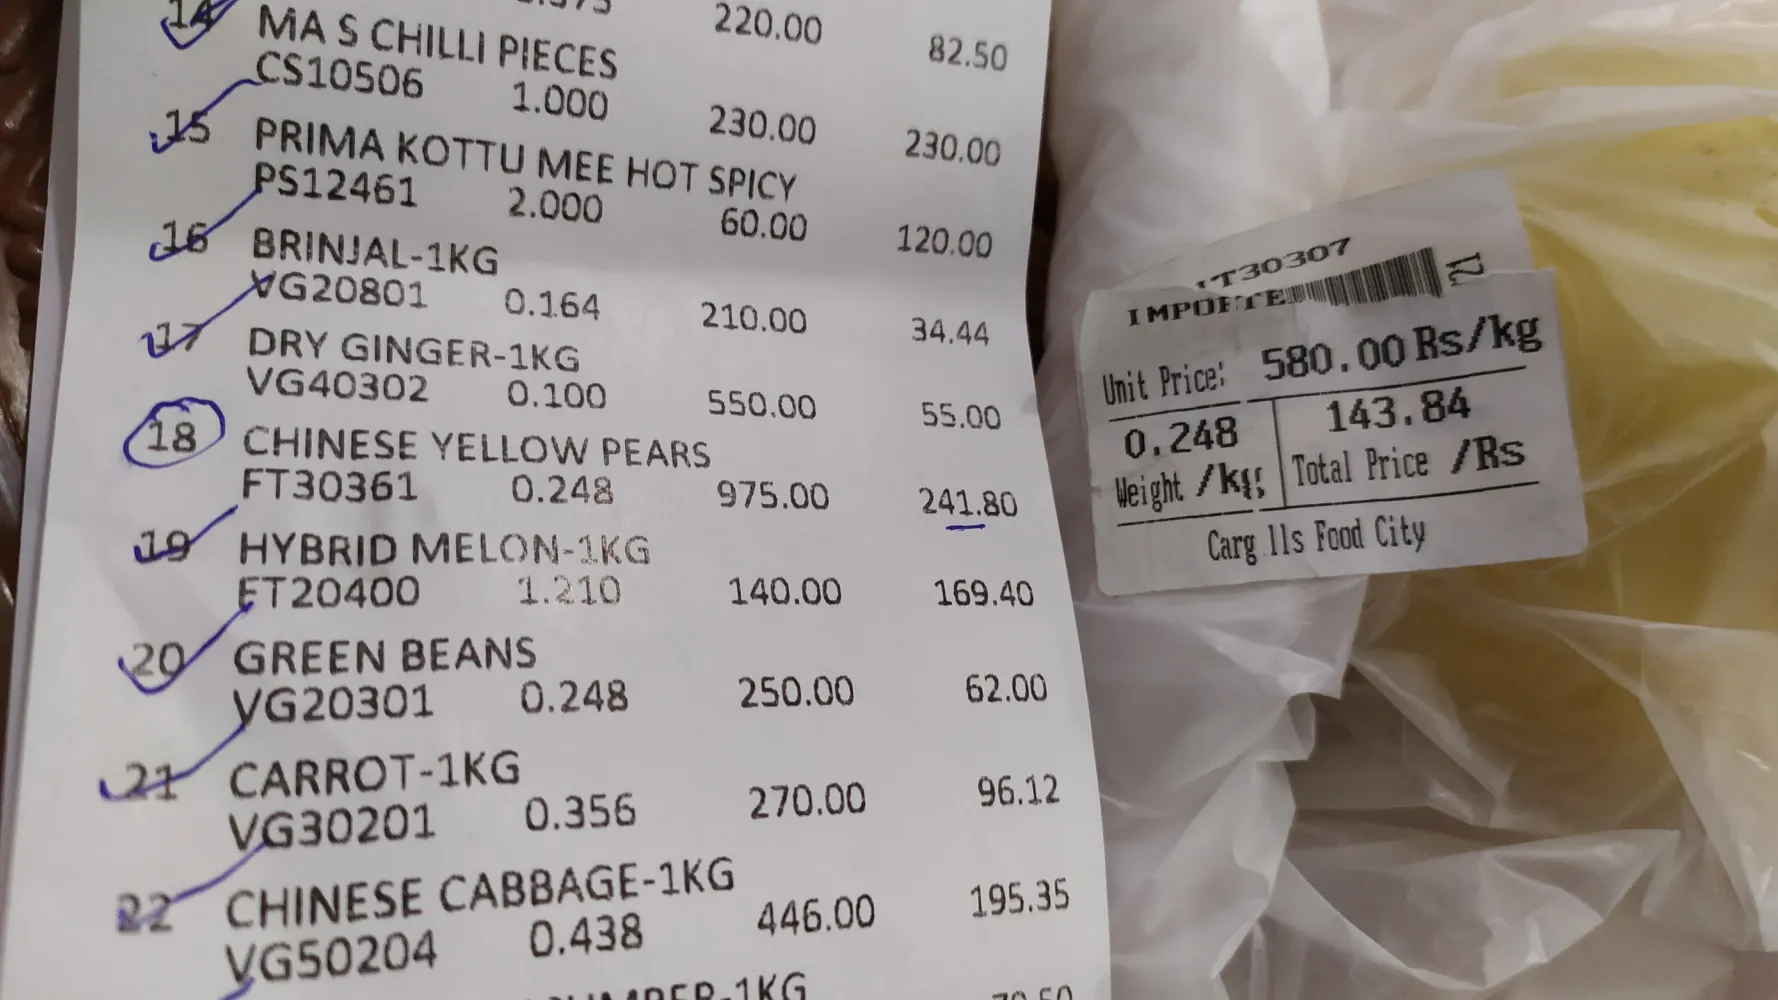 14 MA S CHILLI PIECES 220.00 82.50
CS10506 1.000 230.00 230.00
15 PRIMA KOTTU MEE HOT SPICY
PS12461 2.000 60.00 120.00
16 BRINJAL-1KG
VG20801 0.164 210.00 34.44
17 DRY GINGER-1KG
VG40302 0.100 550.00 55.00
18 CHINESE YELLOW PEARS
FT30361 0.248 975.00 241.80
19 HYBRID MELON-1KG
FT20400 1.210 140.00 169.40
20 GREEN BEANS
VG20301 0.248 250.00 62.00
21 CARROT-1KG
VG30201 0.356 270.00 96.12
22 CHINESE CABBAGE-1KG
VG50204 0.438 446.00 195.35
T30307
IMPORTE
Unit Price: 580.00 Rs/kg
0.248 143.84
Weight /kg Total Price /Rs
Carg lls Food City